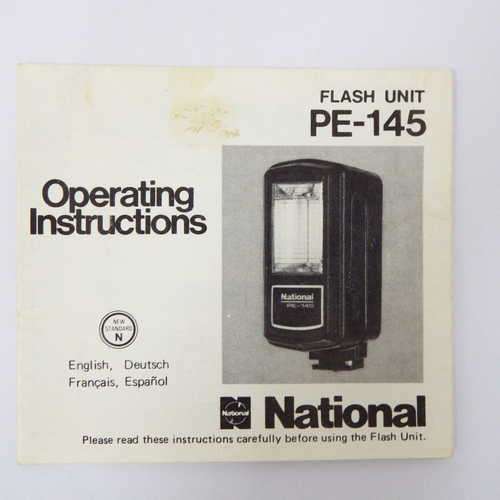 FLASH UNIT
PE-145
Operating
Instructions
National
PE-145
NEW
STANDARD
N
English, Deutsch
Français, Español
National
National
Please read these instructions carefully before using the Flash Unit.